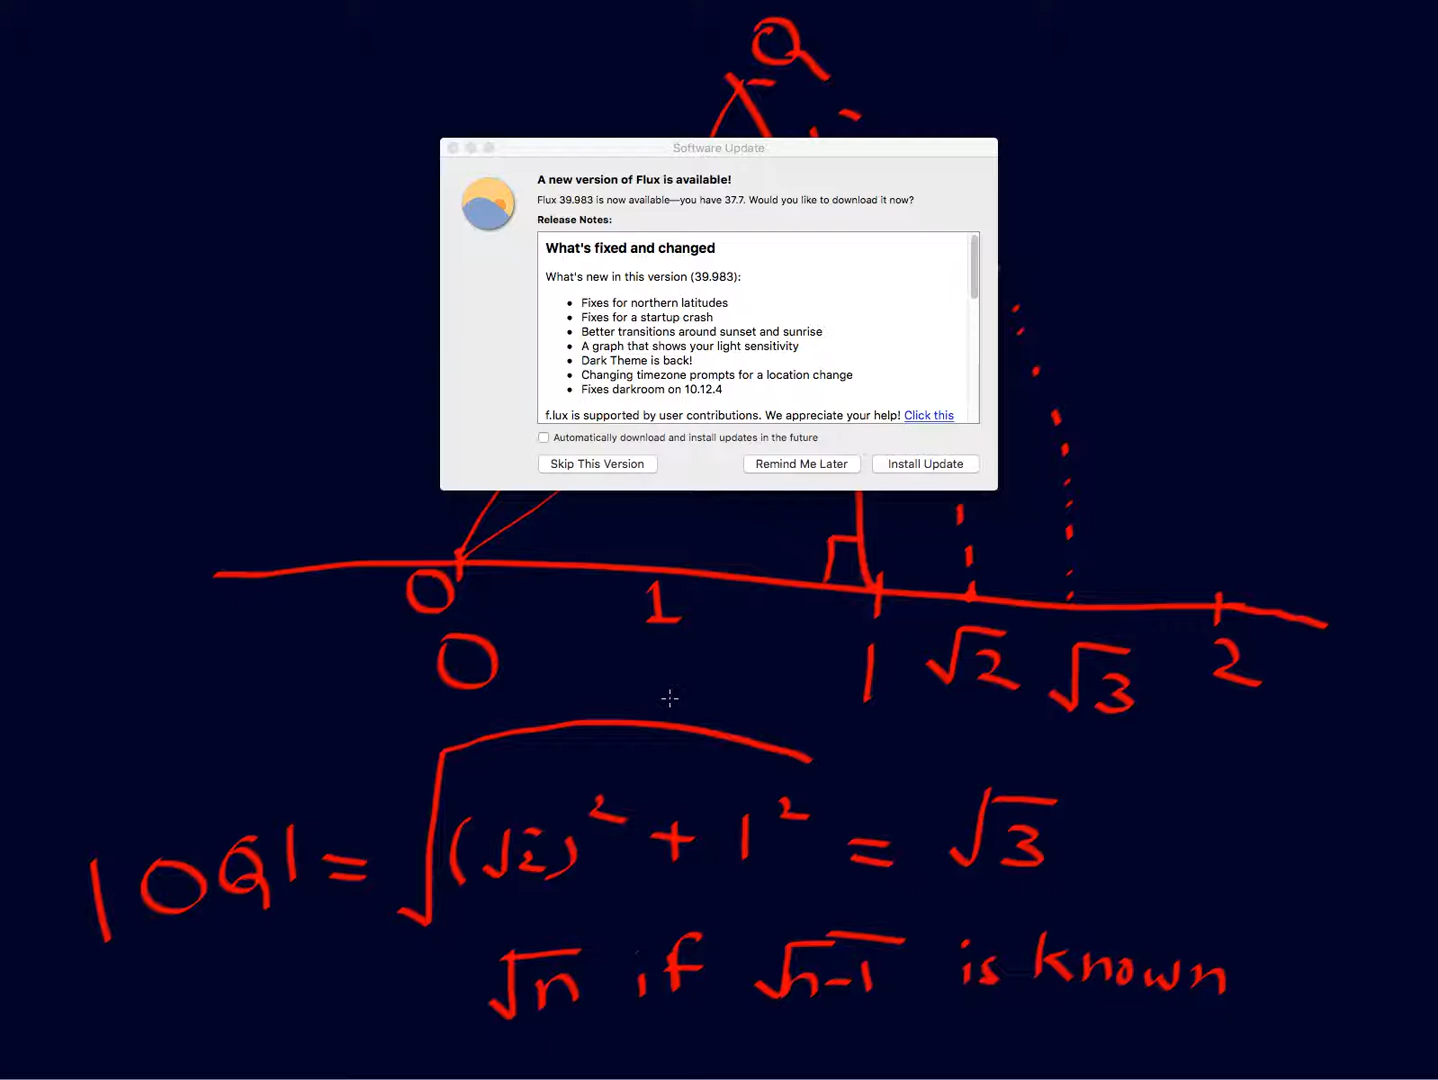 Q
Software Update
A new version of Flux is available!
Flux 39.983 is now available—you have 37.7. Would you like to download it now?
Release Notes:
What's fixed and changed
What's new in this version (39.983):
• Fixes for northern latitudes
• Fixes for a startup crash
• Better transitions around sunset and sunrise
• A graph that shows your light sensitivity
• Dark Theme is back!
• Changing timezone prompts for a location change
• Fixes darkroom on 10.12.4
f.lux is supported by user contributions. We appreciate your help! Click this
Automatically download and install updates in the future
Skip This Version Remind Me Later Install Update
O 1
0 1 √2 √3 2
|OQ| = √((√2)² + 1²) = √3
√n if √n-1 is known